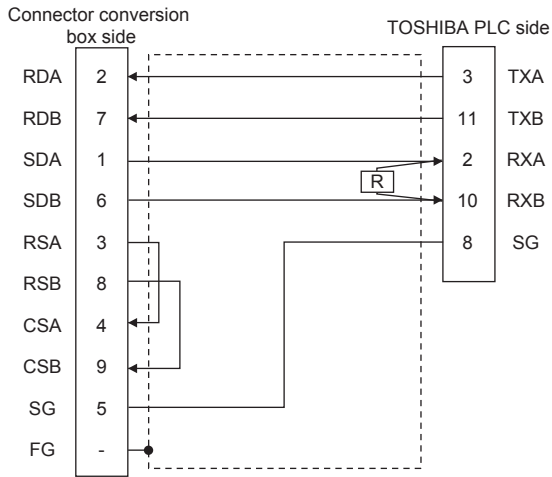 Connector conversion
box side
TOSHIBA PLC side
RDA 2 3 TXA
RDB 7 11 TXB
SDA 1 2 RXA
R
SDB 6 10 RXB
RSA 3 8 SG
RSB 8
CSA 4
CSB 9
SG 5
FG -